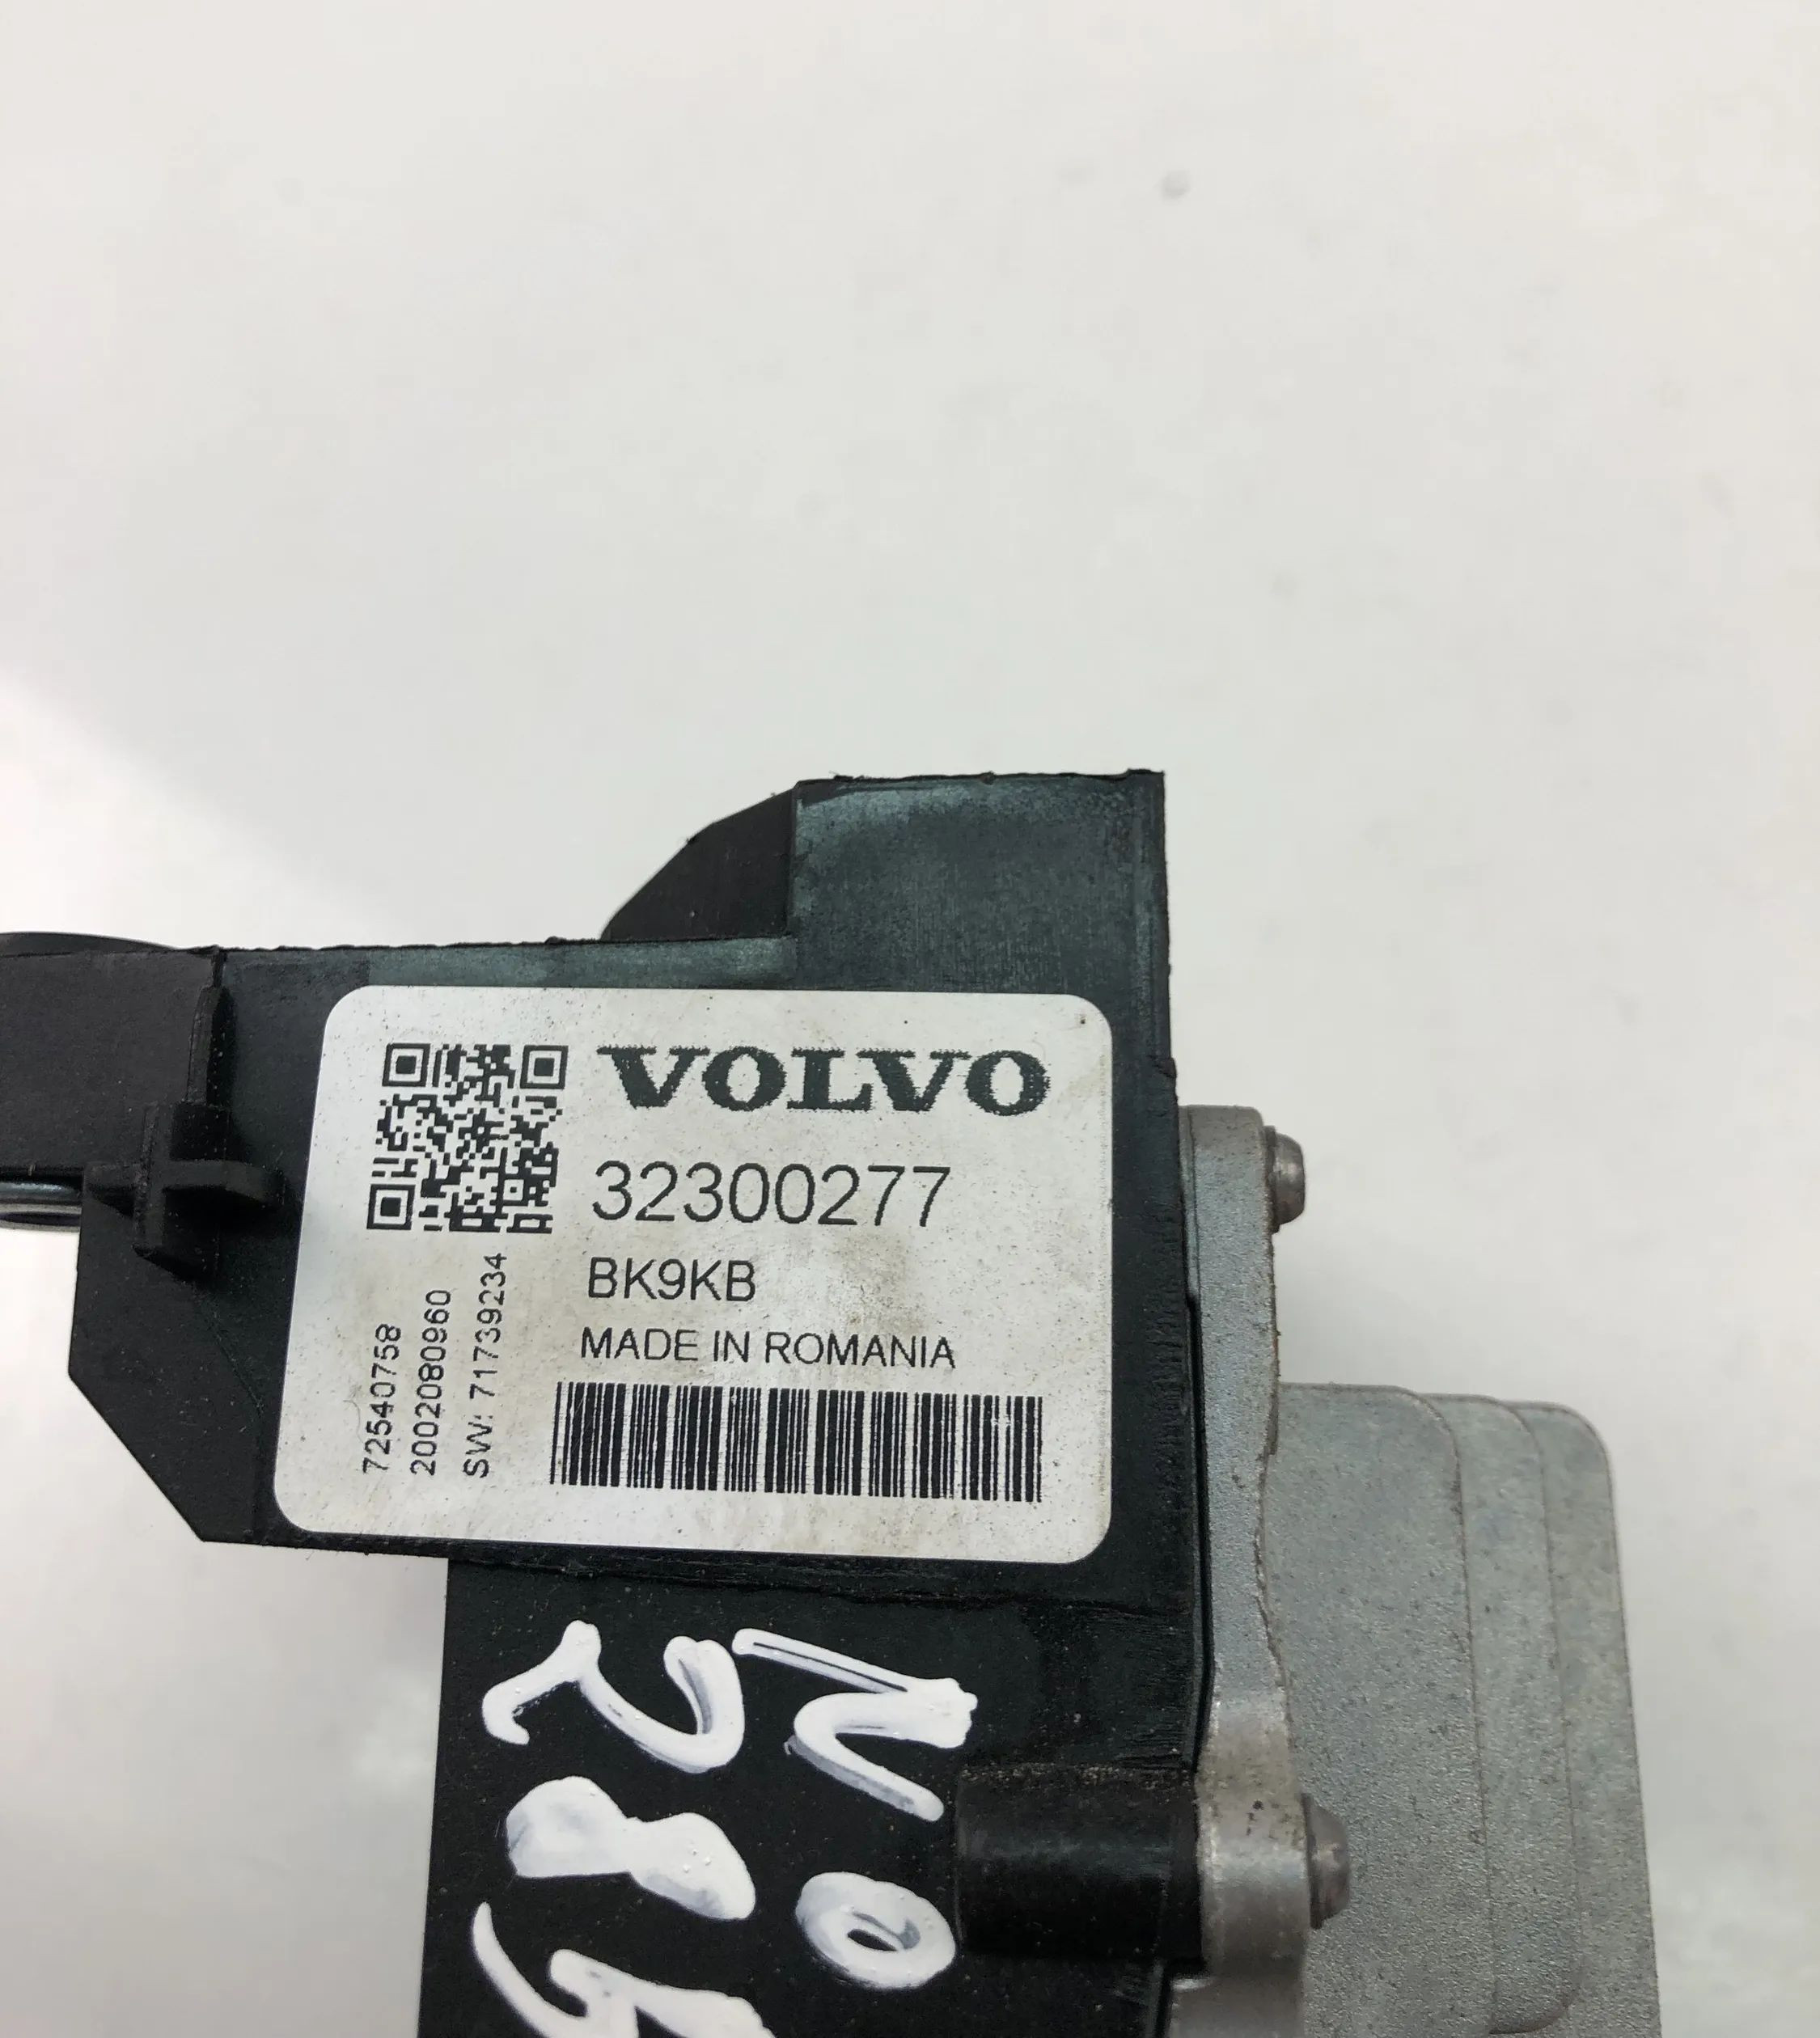 VOLVO
32300277
BK9KB
MADE IN ROMANIA
72540758
2002080960
SW: 71739234